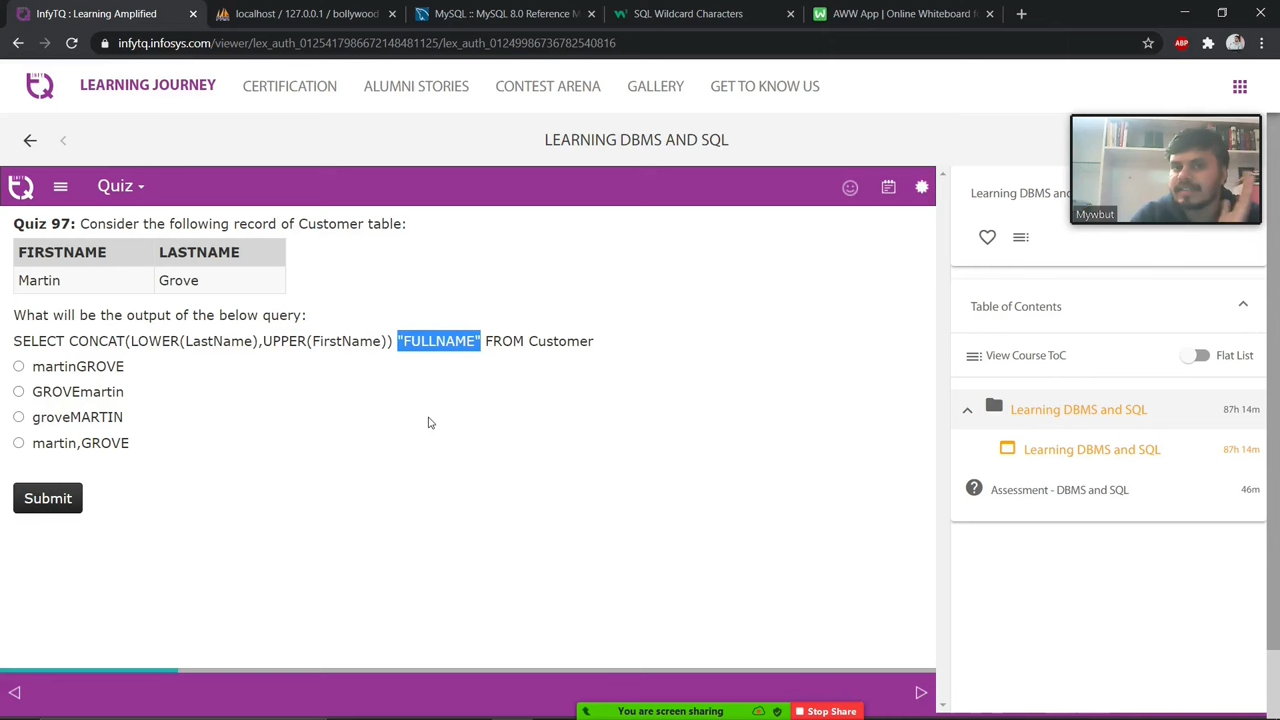 InfyTQ : Learning Amplified
localhost / 127.0.0.1 / bollywood
MySQL :: MySQL 8.0 Reference M
SQL Wildcard Characters
AWW App | Online Whiteboard f
infytq.infosys.com/viewer/lex_auth_01254179866721484811​25/lex_auth_01249986736782540816
ABP
LEARNING JOURNEY
CERTIFICATION
ALUMNI STORIES
CONTEST ARENA
GALLERY
GET TO KNOW US
LEARNING DBMS AND SQL
Mywbut
Quiz
Learning DBMS and
Quiz 97: Consider the following record of Customer table:
FIRSTNAME LASTNAME
Martin Grove
What will be the output of the below query:
SELECT CONCAT(LOWER(LastName),UPPER(FirstName)) "FULLNAME" FROM Customer
martinGROVE
GROVEmartin
groveMARTIN
martin,GROVE
Submit
Table of Contents
View Course ToC
Flat List
Learning DBMS and SQL 87h 14m
Learning DBMS and SQL 87h 14m
Assessment - DBMS and SQL 46m
You are screen sharing
Stop Share